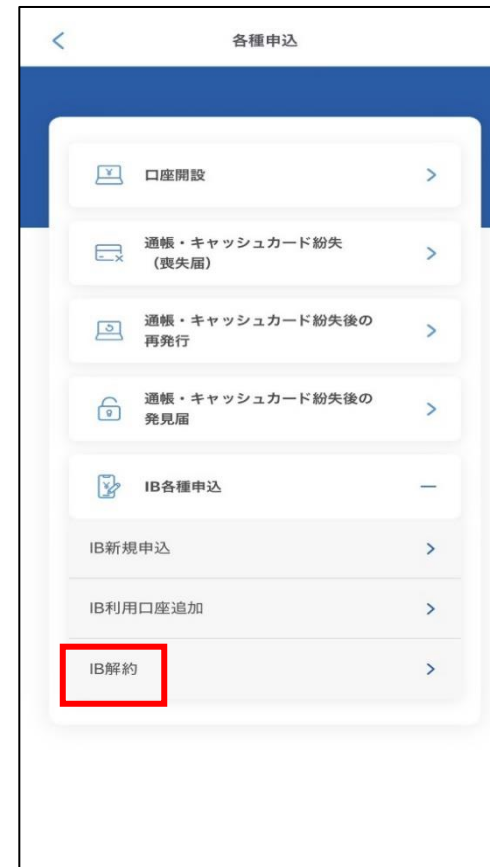 各種申込
口座開設
通帳・キャッシュカード紛失
（喪失届）
通帳・キャッシュカード紛失後の
再発行
通帳・キャッシュカード紛失後の
発見届
IB各種申込
IB新規申込
IB利用口座追加
IB解約